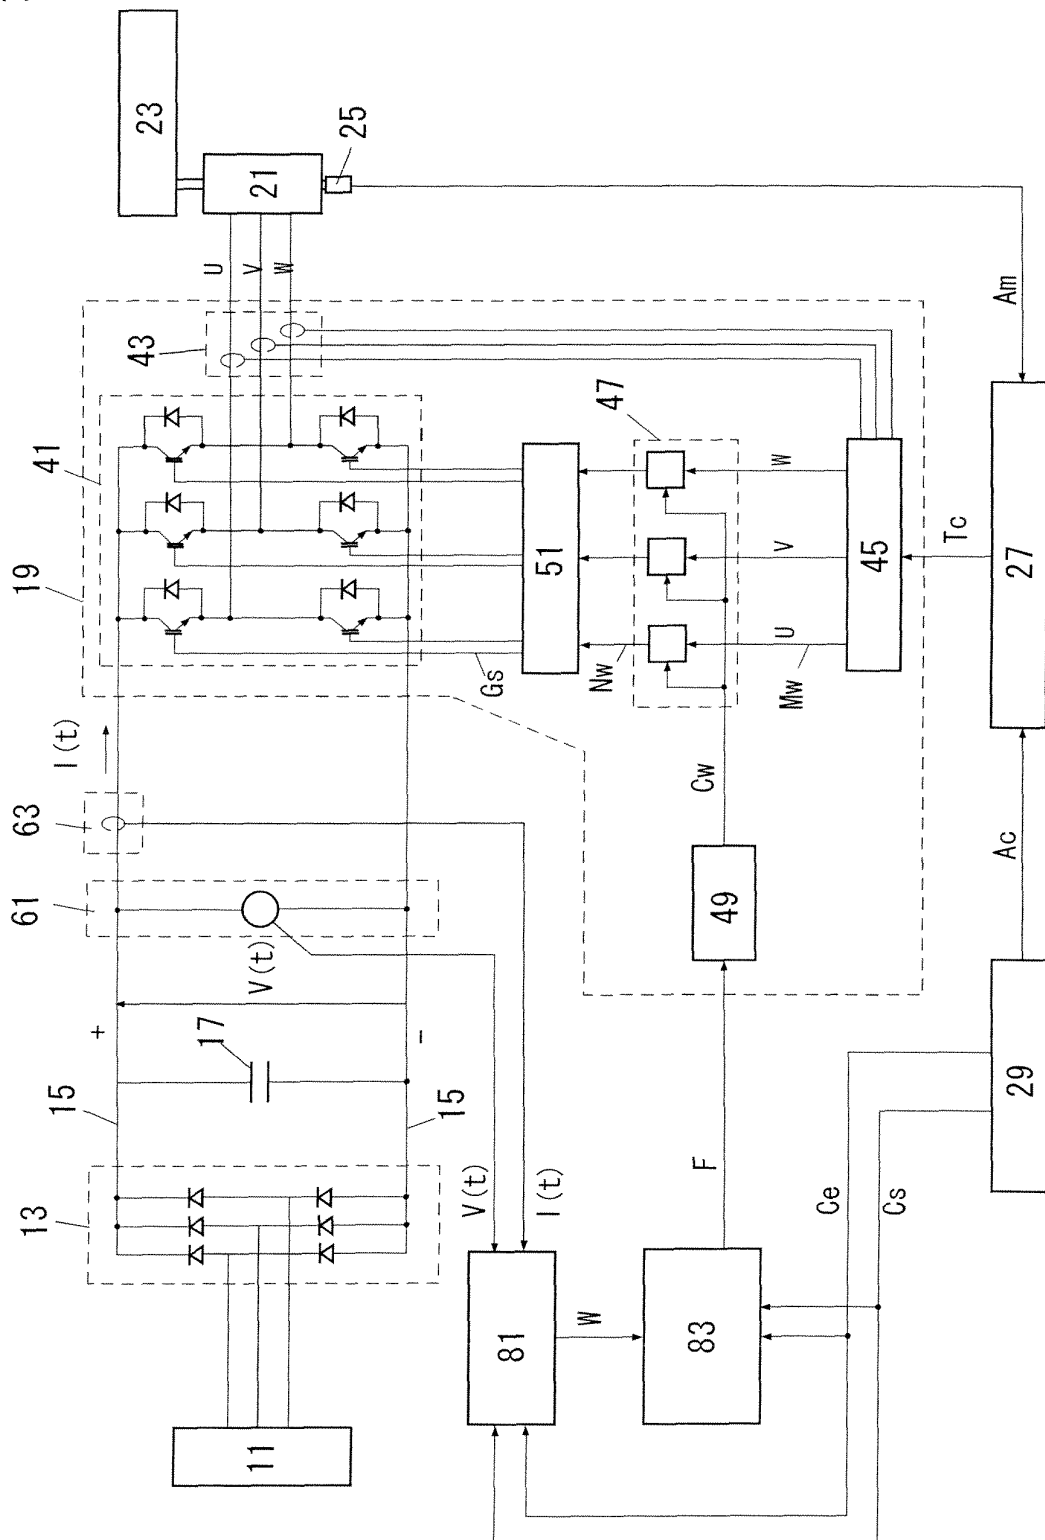 23
25
21
U
V
W
Am
43
41
19
47
51
W
V
U
45
Tc
27
Gs
Nw
Mw
I(t)
63
61
Cw
49
Ac
V(t)
+
-
17
15
15
29
F
Ce
Cs
13
V(t)
I(t)
81
W
83
11